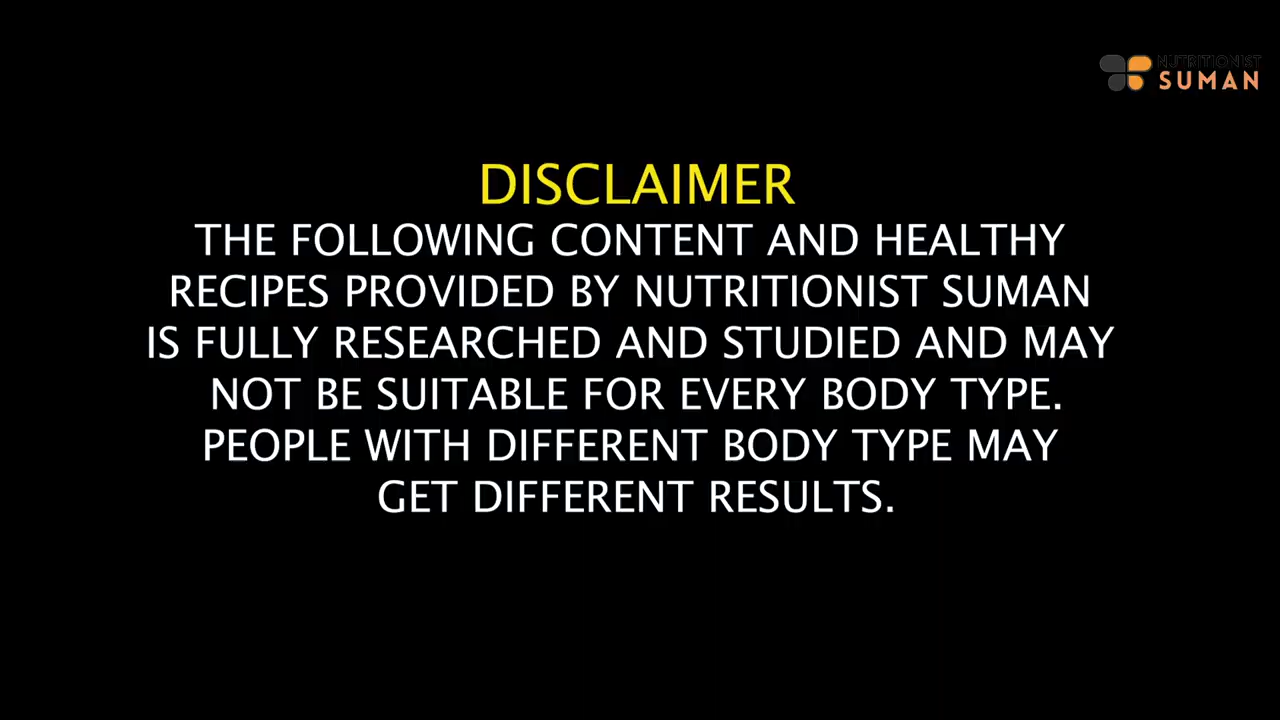 NUTRITIONIST
SUMAN
DISCLAIMER
THE FOLLOWING CONTENT AND HEALTHY
RECIPES PROVIDED BY NUTRITIONIST SUMAN
IS FULLY RESEARCHED AND STUDIED AND MAY
NOT BE SUITABLE FOR EVERY BODY TYPE.
PEOPLE WITH DIFFERENT BODY TYPE MAY
GET DIFFERENT RESULTS.